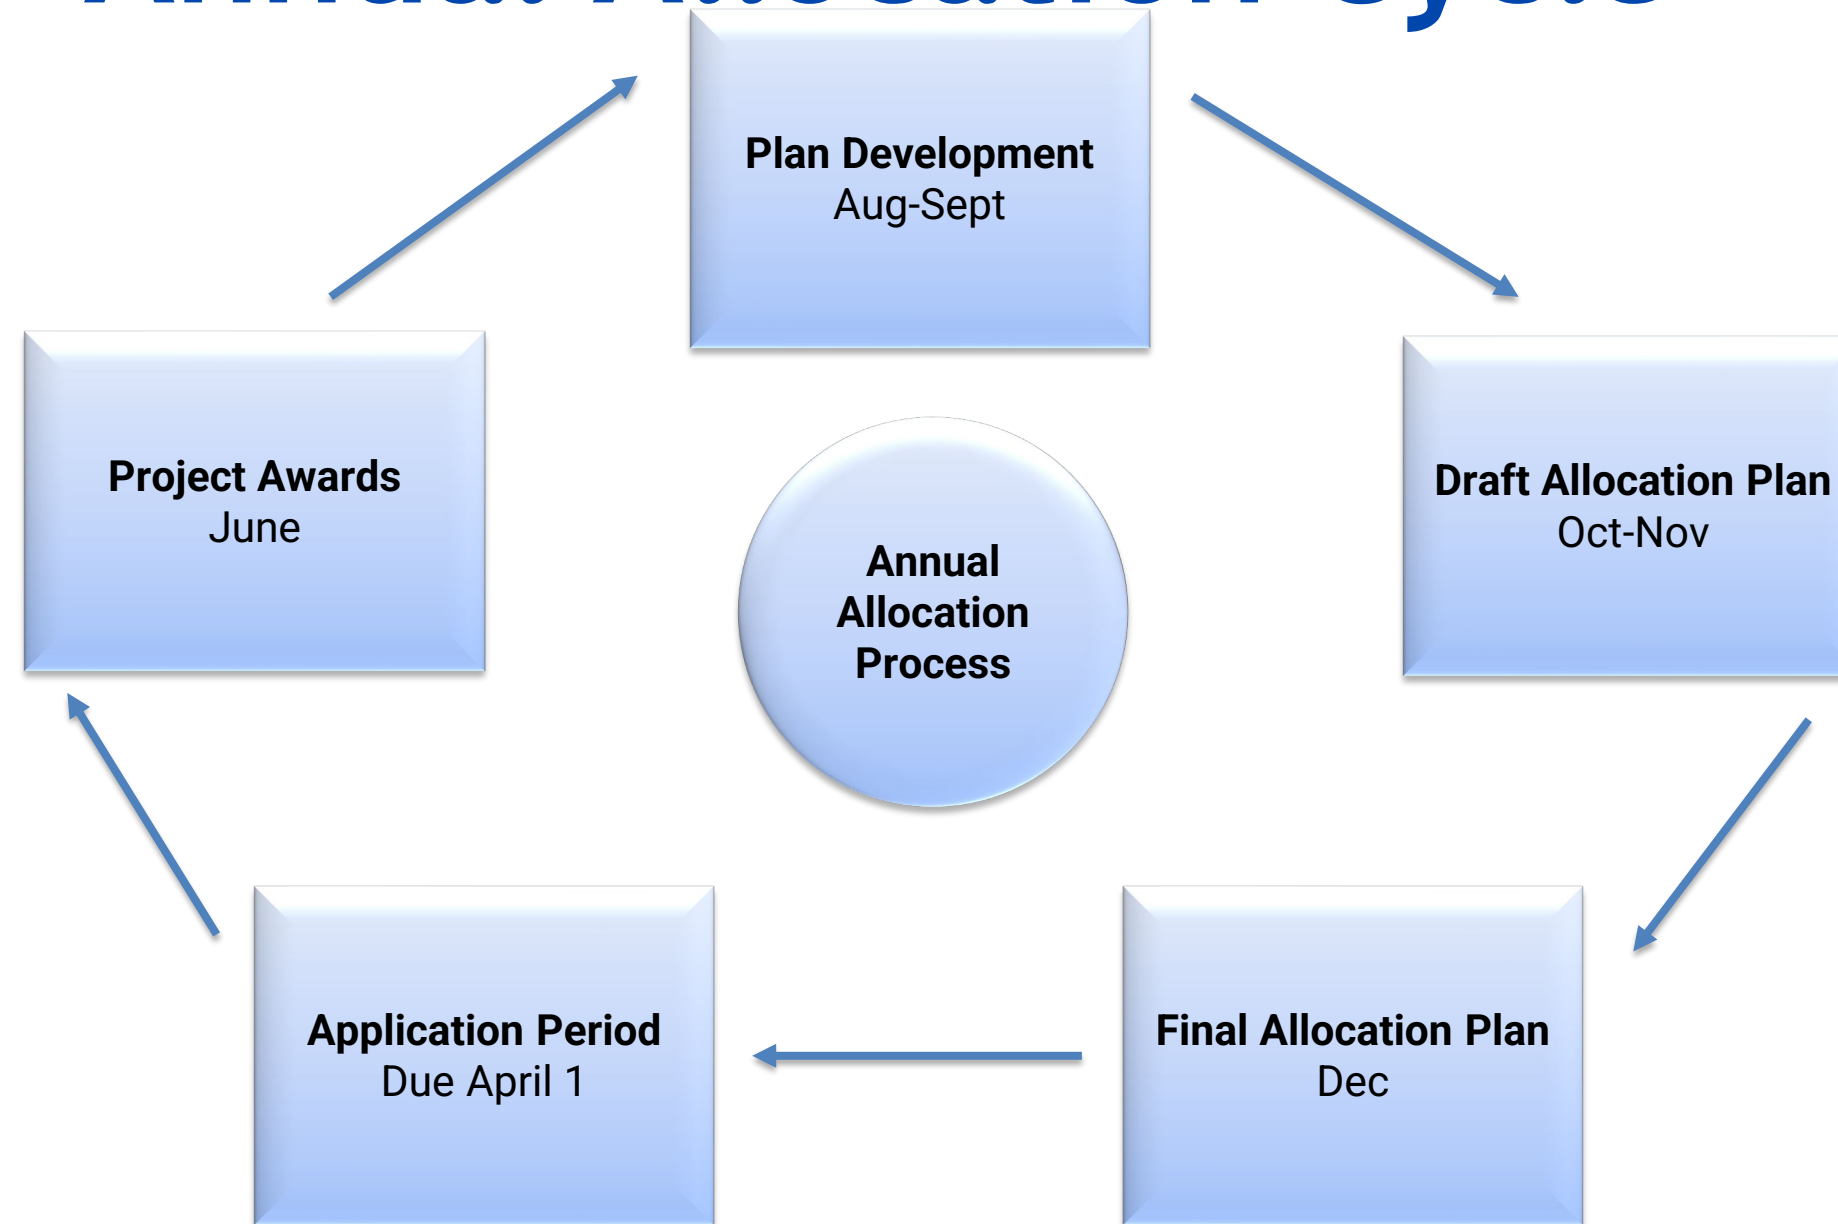 Plan Development
Aug-Sept
Project Awards
June
Draft Allocation Plan
Oct-Nov
Annual
Allocation
Process
Application Period
Due April 1
Final Allocation Plan
Dec